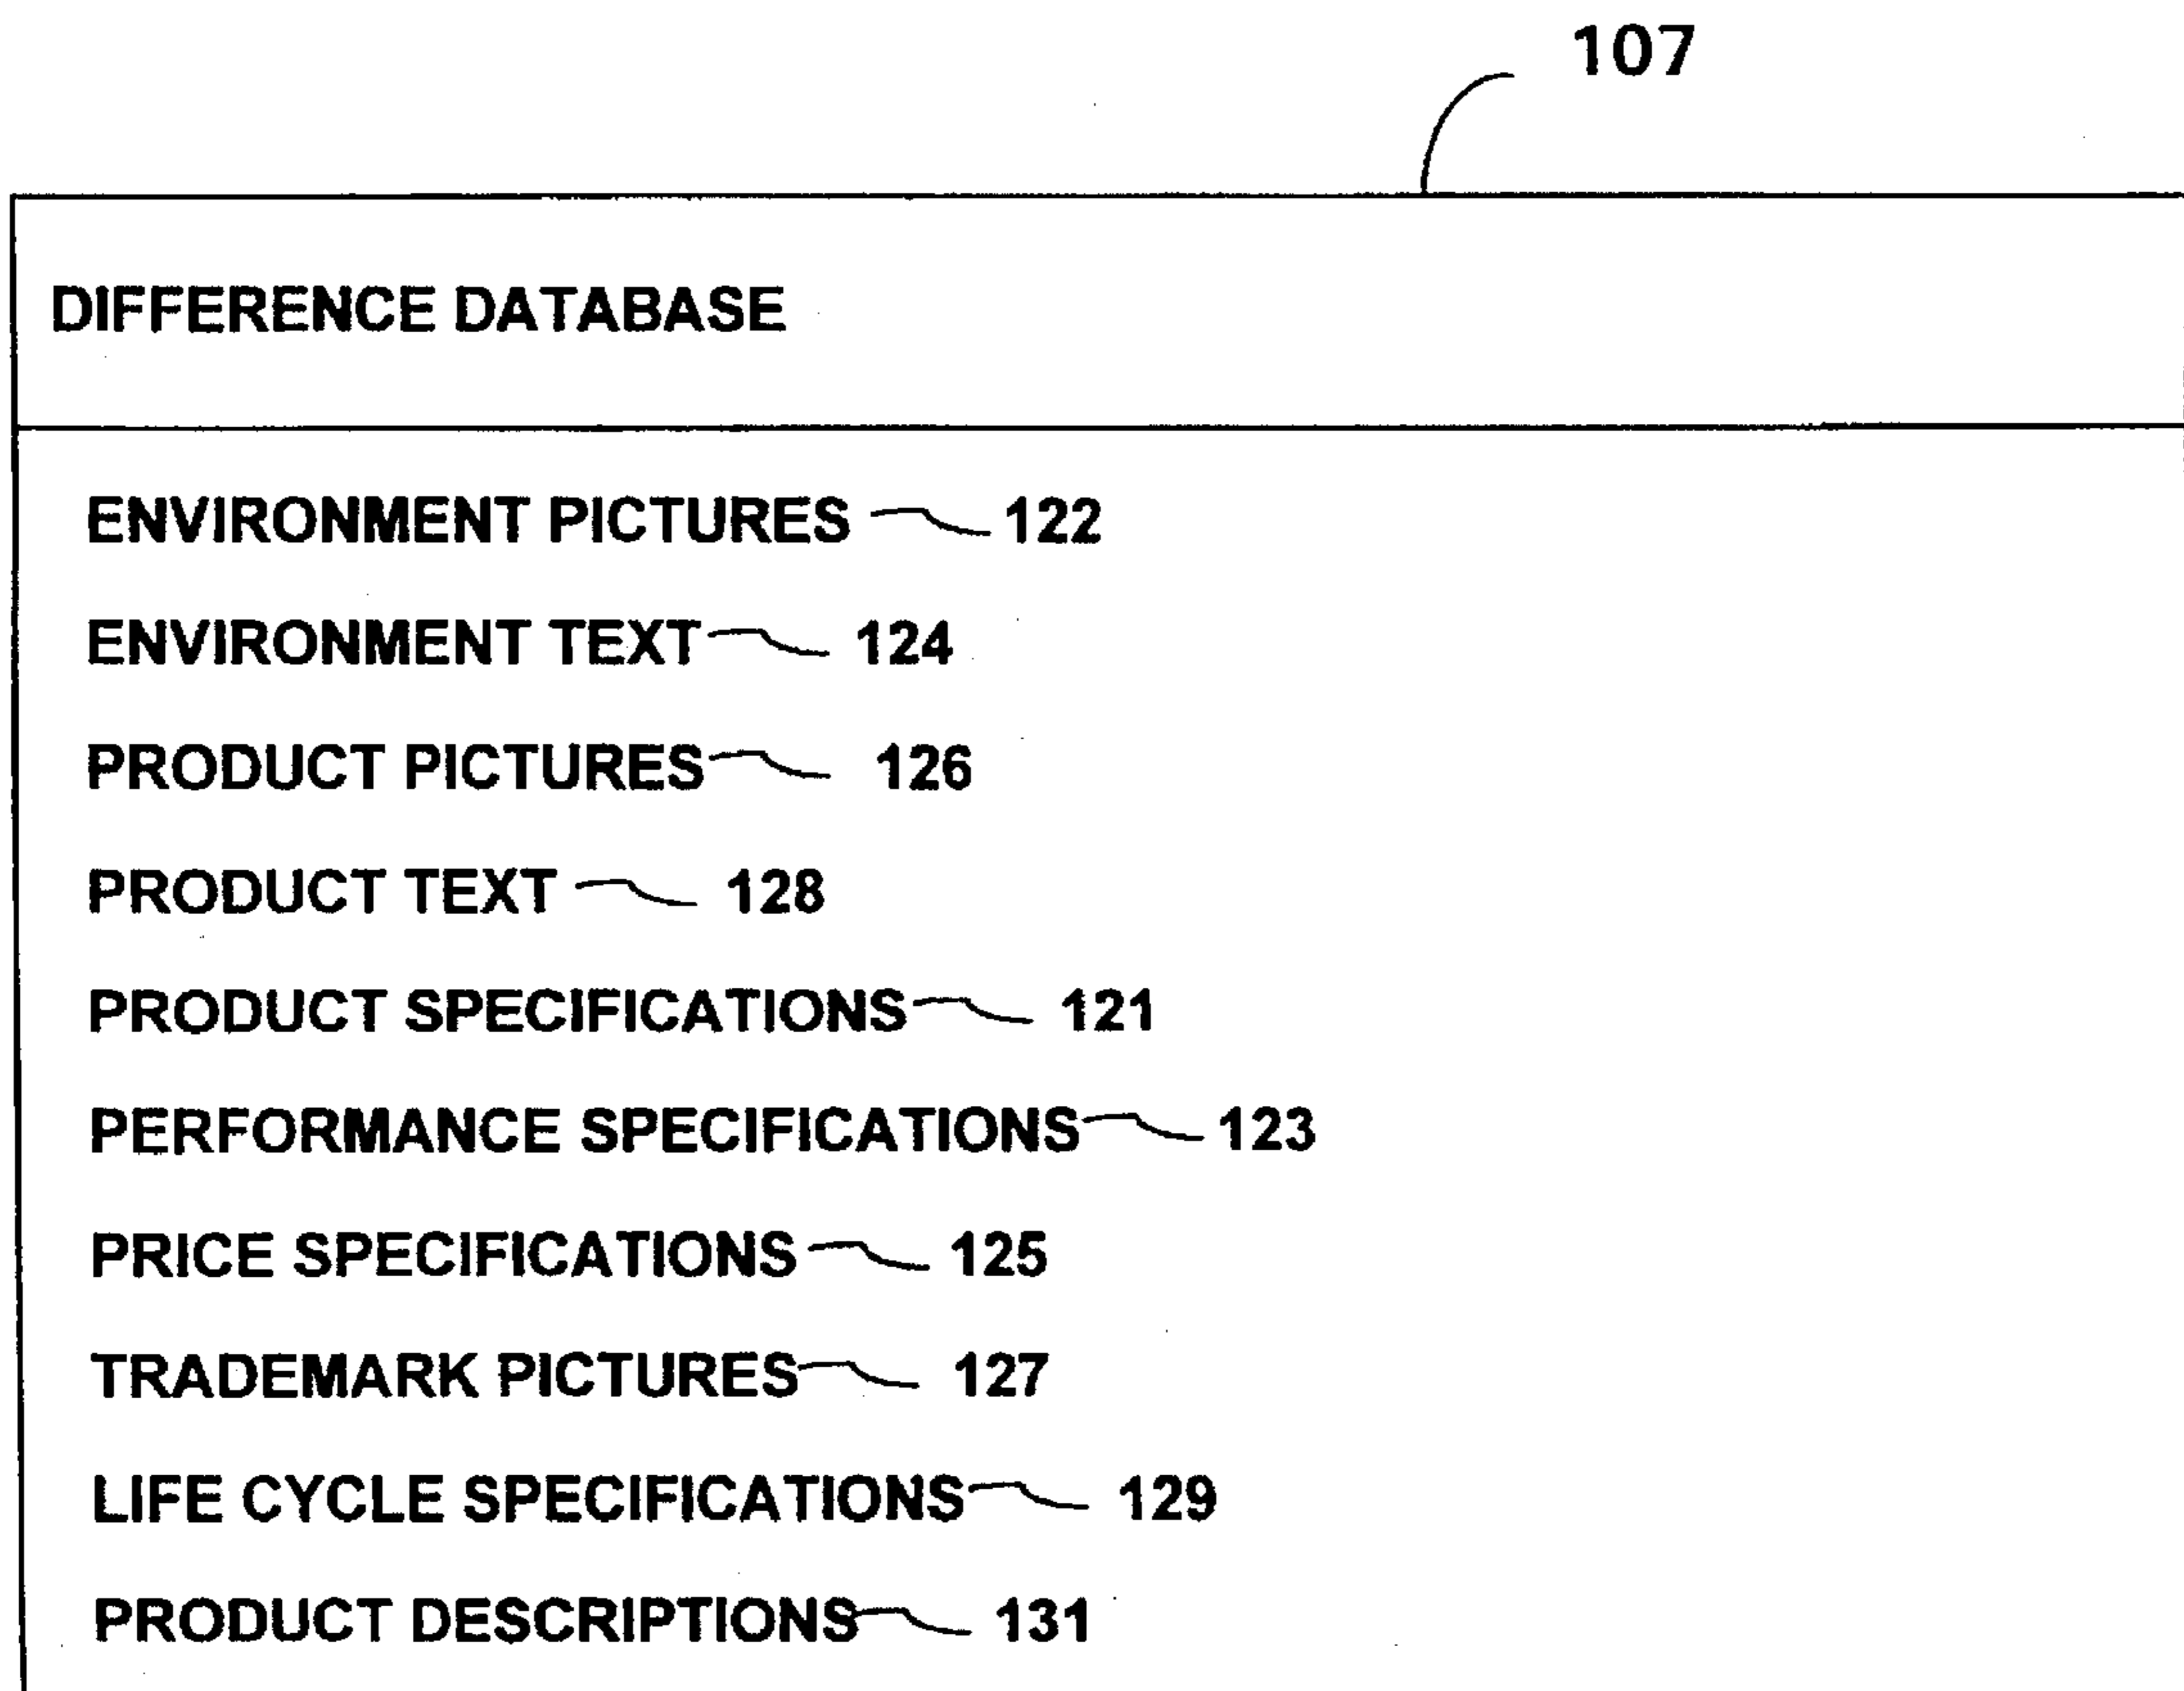 107
DIFFERENCE DATABASE
ENVIRONMENT PICTURES 122
ENVIRONMENT TEXT 124
PRODUCT PICTURES 126
PRODUCT TEXT 128
PRODUCT SPECIFICATIONS 121
PERFORMANCE SPECIFICATIONS 123
PRICE SPECIFICATIONS 125
TRADEMARK PICTURES 127
LIFE CYCLE SPECIFICATIONS 129
PRODUCT DESCRIPTIONS 131